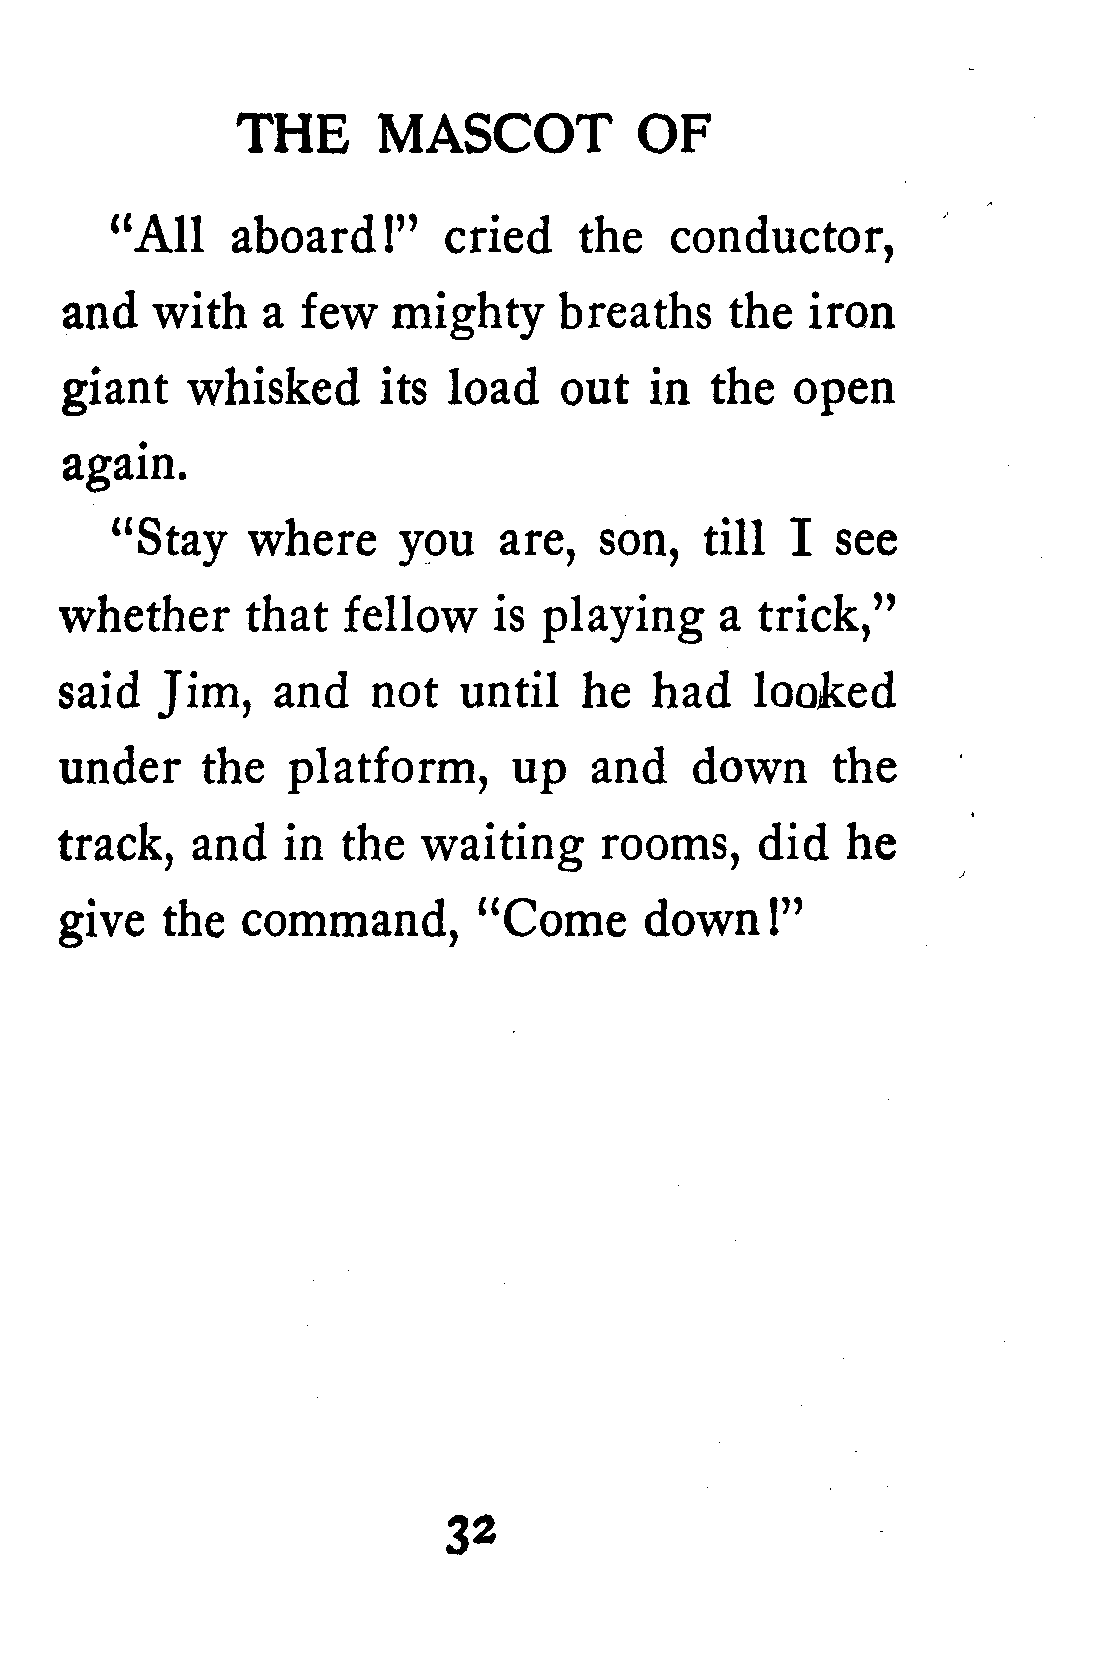 THE MASCOT OF
“All aboard!” cried the conductor,
and with a few mighty breaths the iron
giant whisked its load out in the open
again.
“Stay where you are, son, till I see
whether that fellow is playing a trick,”
said Jim, and not until he had looked
under the platform, up and down the
track, and in the waiting rooms, did he
give the command, “Come down!”
32